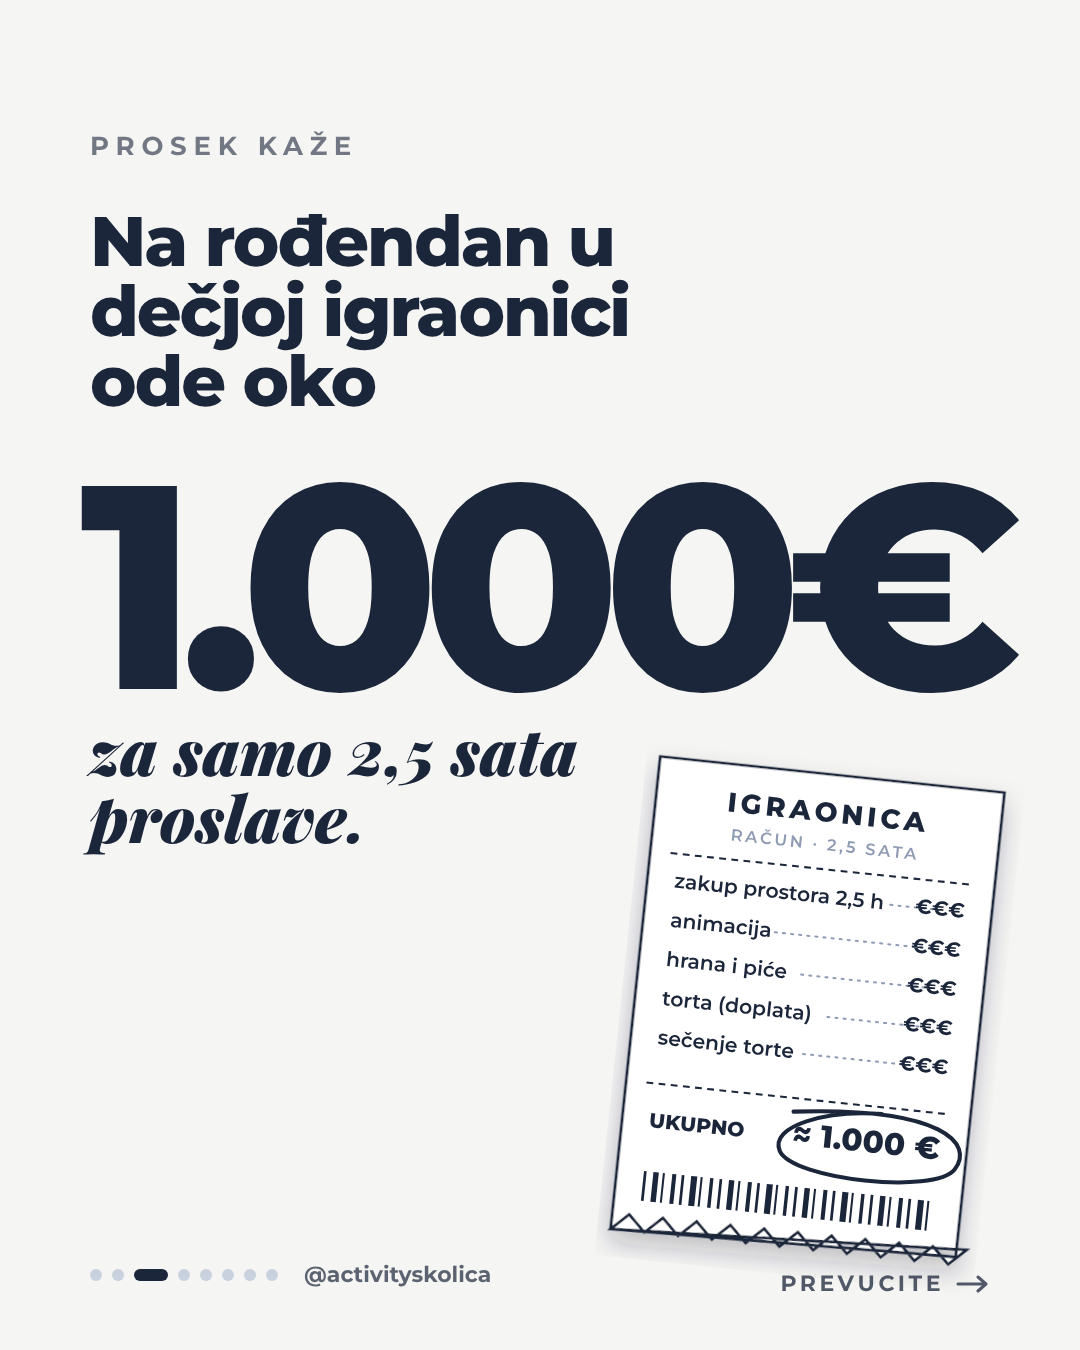 PROSEK KAŽE
Na rođendan u
dečjoj igraonici
ode oko
1.000€
za samo 2,5 sata
proslave.
IGRAONICA
RAČUN · 2,5 SATA
zakup prostora 2,5 h €€€
animacija €€€
hrana i piće €€€
torta (doplata) €€€
sečenje torte €€€
UKUPNO ≈ 1.000 €
@activityskolica
PREVUCITE →